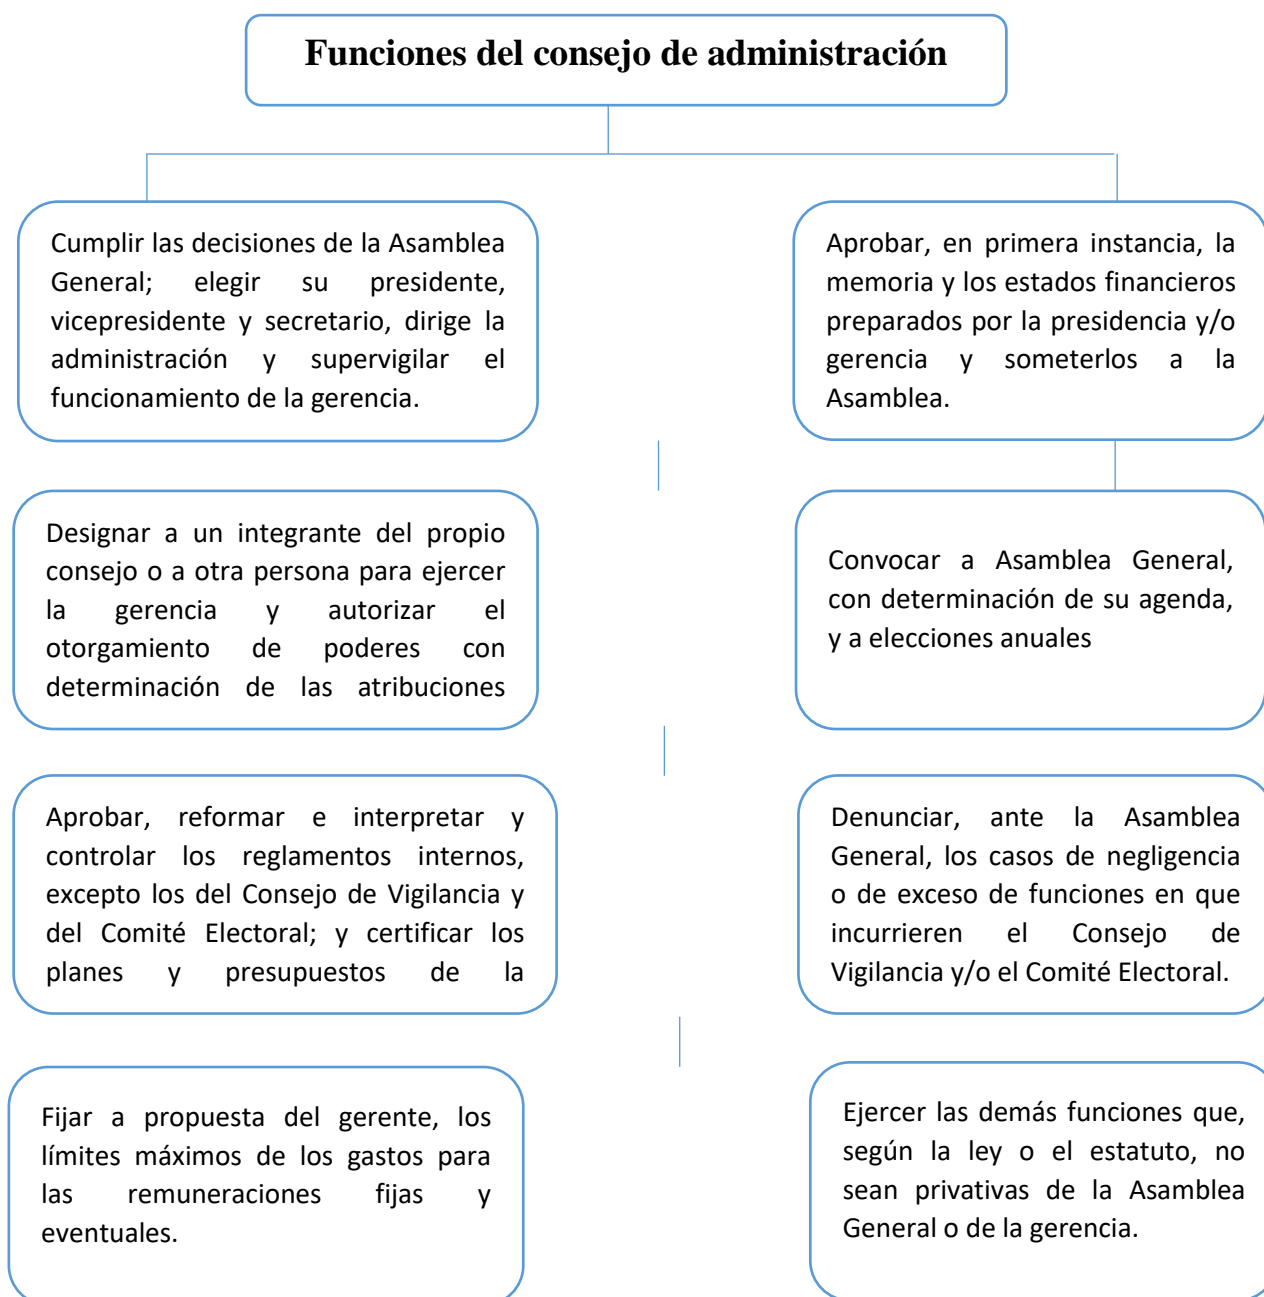 Funciones del consejo de administración
Cumplir las decisiones de la Asamblea
General; elegir su presidente,
vicepresidente y secretario, dirige la
administración y supervigilar el
funcionamiento de la gerencia.
Aprobar, en primera instancia, la
memoria y los estados financieros
preparados por la presidencia y/o
gerencia y someterlos a la
Asamblea.
Designar a un integrante del propio
consejo o a otra persona para ejercer
la gerencia y autorizar el
otorgamiento de poderes con
determinación de las atribuciones
Convocar a Asamblea General,
con determinación de su agenda,
y a elecciones anuales
Aprobar, reformar e interpretar y
controlar los reglamentos internos,
excepto los del Consejo de Vigilancia y
del Comité Electoral; y certificar los
planes y presupuestos de la
Denunciar, ante la Asamblea
General, los casos de negligencia
o de exceso de funciones en que
incurrieren el Consejo de
Vigilancia y/o el Comité Electoral.
Fijar a propuesta del gerente, los
límites máximos de los gastos para
las remuneraciones fijas y
eventuales.
Ejercer las demás funciones que,
según la ley o el estatuto, no
sean privativas de la Asamblea
General o de la gerencia.